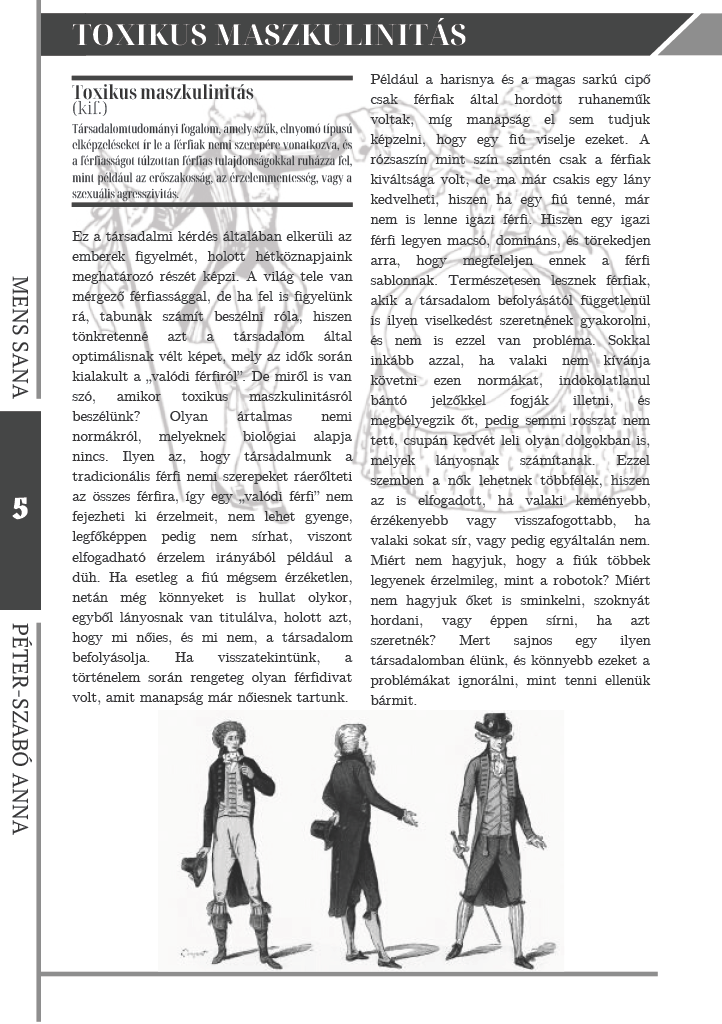 TOXIKUS MASZKULINITÁS
Toxikus maszkulinitás
(kif.)
Társadalomtudományi fogalom, amely szűk, elnyomó típusú
elképzeléseket ír le a férfiak nemi szerepére vonatkozva, és
a férfiasságot túlzottan férfias tulajdonságokkal ruházza fel,
mint például az erőszakosság, az érzelemmentesség, vagy a
szexuális agresszivitás.
Ez a társadalmi kérdés általában elkerüli az
emberek figyelmét, holott hétköznapjaink
meghatározó részét képzi. A világ tele van
mérgező férfiassággal, de ha fel is figyelünk
rá, tabunak számít beszélni róla, hiszen
tönkretenné azt a társadalom által
optimálisnak vélt képet, mely az idők során
kialakult a „valódi férfiról”. De miről is van
szó, amikor toxikus maszkulinitásról
beszélünk? Olyan ártalmas nemi
normákról, melyeknek biológiai alapja
nincs. Ilyen az, hogy társadalmunk a
tradicionális férfi nemi szerepeket ráerőlteti
az összes férfira, így egy „valódi férfi” nem
fejezheti ki érzelmeit, nem lehet gyenge,
legfőképpen pedig nem sírhat, viszont
elfogadható érzelem irányából például a
düh. Ha esetleg a fiú mégsem érzéketlen,
netán még könnyeket is hullat olykor,
egyből lányosnak van titulálva, holott azt,
hogy mi nőies, és mi nem, a társadalom
befolyásolja. Ha visszatekintünk, a
történelem során rengeteg olyan férfidivat
volt, amit manapság már nőiesnek tartunk.
Például a harisnya és a magas sarkú cipő
csak férfiak által hordott ruhaneműk
voltak, míg manapság el sem tudjuk
képzelni, hogy egy fiú viselje ezeket. A
rózsaszín mint szín szintén csak a férfiak
kiváltsága volt, de ma már csakis egy lány
kedvelheti, hiszen ha egy fiú tenné, már
nem is lenne igazi férfi. Hiszen egy igazi
férfi legyen macsó, domináns, és törekedjen
arra, hogy megfeleljen ennek a férfi
sablonnak. Természetesen lesznek férfiak,
akik a társadalom befolyásától függetlenül
is ilyen viselkedést szeretnének gyakorolni,
és nem is ezzel van probléma. Sokkal
inkább azzal, ha valaki nem kívánja
követni ezen normákat, indokolatlanul
bántó jelzőkkel fogják illetni, és
megbélyegzik őt, pedig semmi rosszat nem
tett, csupán kedvét leli olyan dolgokban is,
melyek lányosnak számítanak. Ezzel
szemben a nők lehetnek többfélék, hiszen
az is elfogadott, ha valaki keményebb,
érzékenyebb vagy visszafogottabb, ha
valaki sokat sír, vagy pedig egyáltalán nem.
Miért nem hagyjuk, hogy a fiúk többek
legyenek érzelmileg, mint a robotok? Miért
nem hagyjuk őket is sminkelni, szoknyát
hordani, vagy éppen sírni, ha azt
szeretnék? Mert sajnos egy ilyen
társadalomban élünk, és könnyebb ezeket a
problémákat ignorálni, mint tenni ellenük
bármit.
MENS SANA
5
PÉTER-SZABÓ ANNA